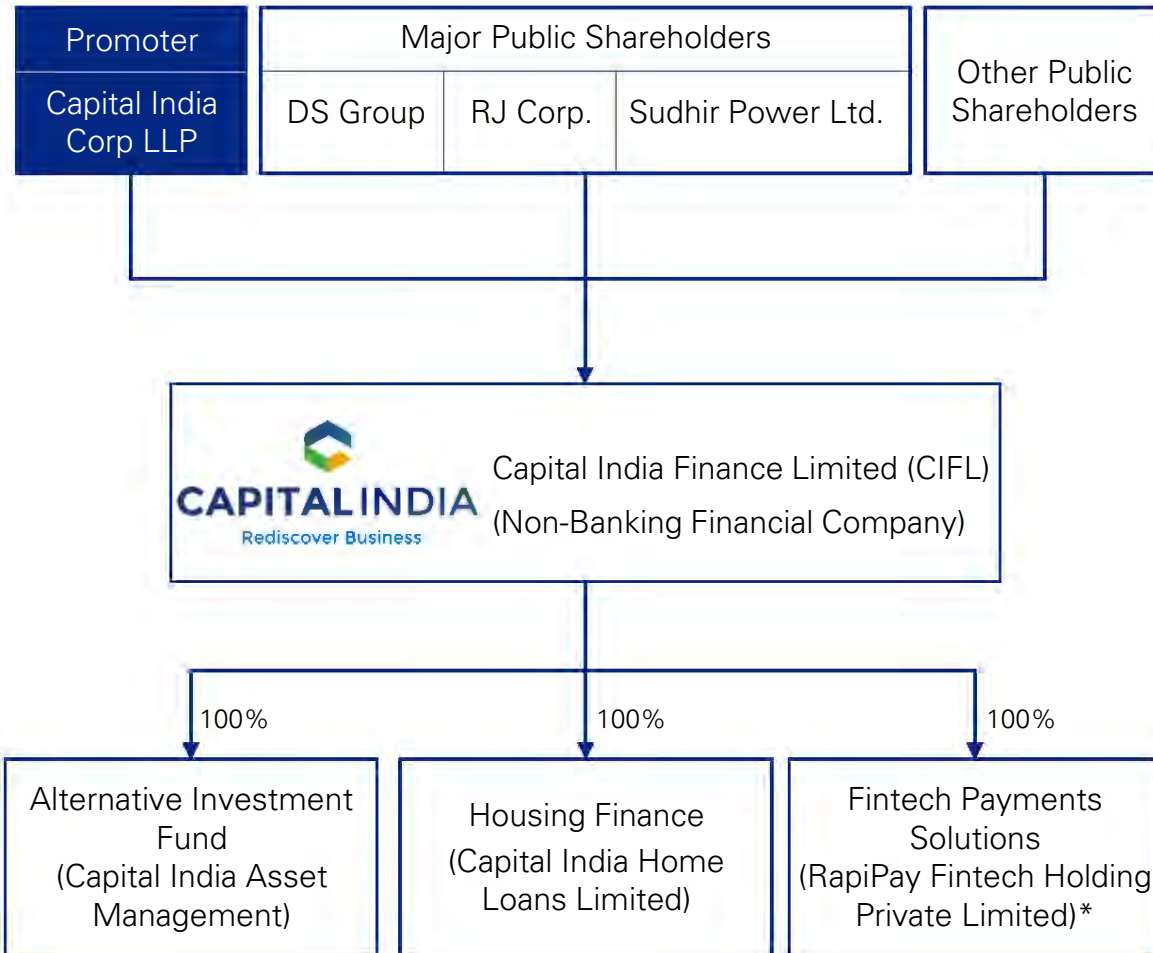 Promoter
Capital India
Corp LLP
Major Public Shareholders
DS Group
RJ Corp.
Sudhir Power Ltd.
Other Public
Shareholders
CAPITAL INDIA
Rediscover Business
Capital India Finance Limited (CIFL)
(Non-Banking Financial Company)
100%
100%
100%
Alternative Investment
Fund
(Capital India Asset
Management)
Housing Finance
(Capital India Home
Loans Limited)
Fintech Payments
Solutions
(RapiPay Fintech Holding
Private Limited)*